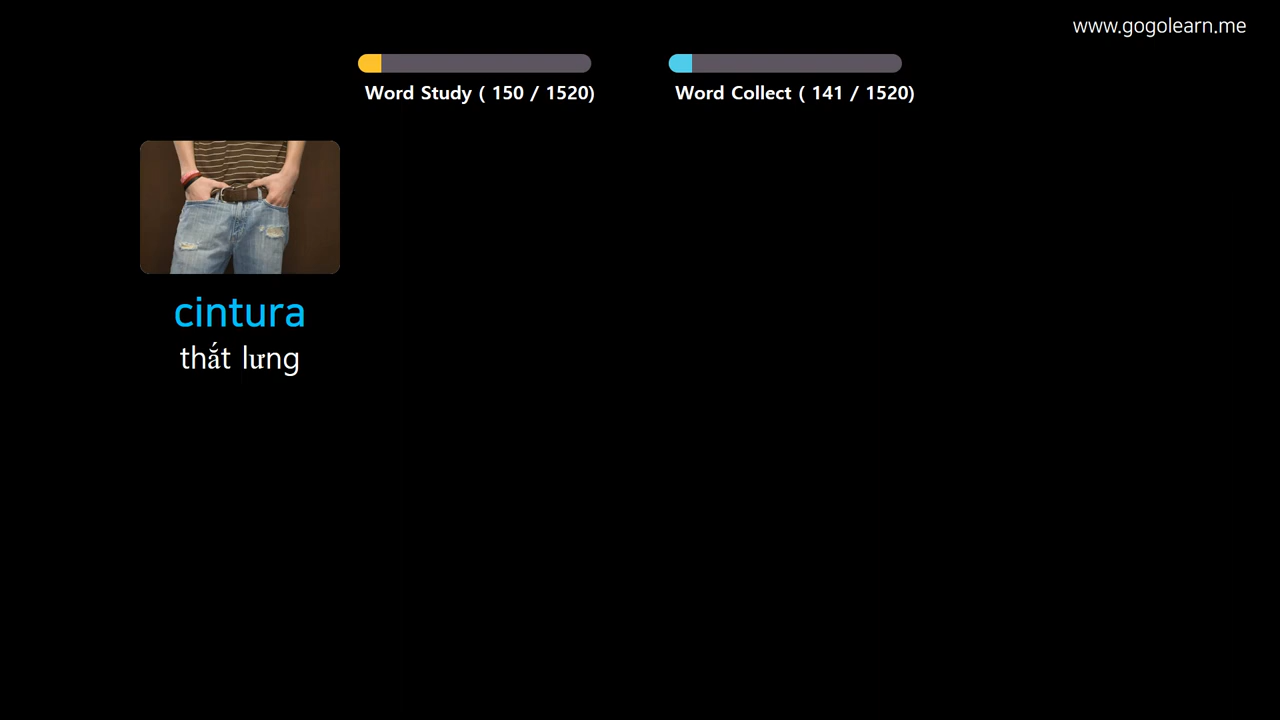 www.gogolearn.me
Word Study ( 150 / 1520)
Word Collect ( 141 / 1520)
cintura
thắt lưng